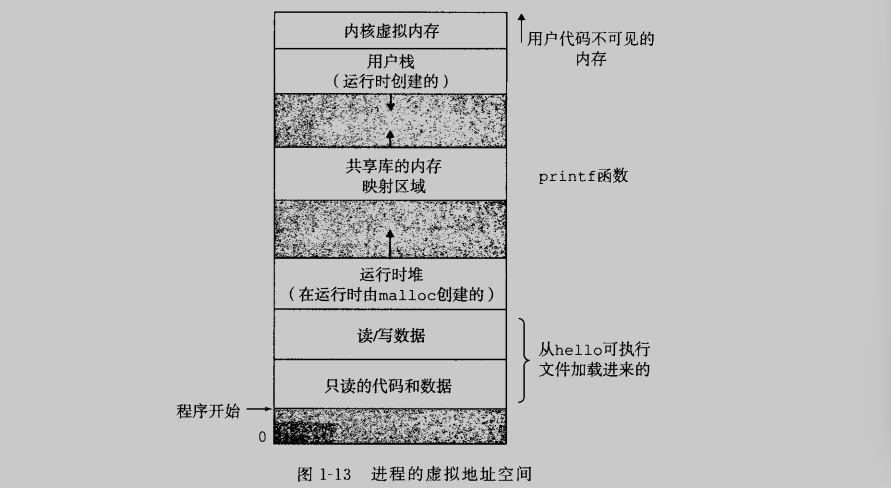 内核虚拟内存
用户代码不可见的
内存
用户栈
(运行时创建的)
共享库的内存
映射区域
printf函数
运行时堆
(在运行时由malloc创建的)
读/写数据
从hello可执行
文件加载进来的
只读的代码和数据
程序开始
0
图 1-13 进程的虚拟地址空间